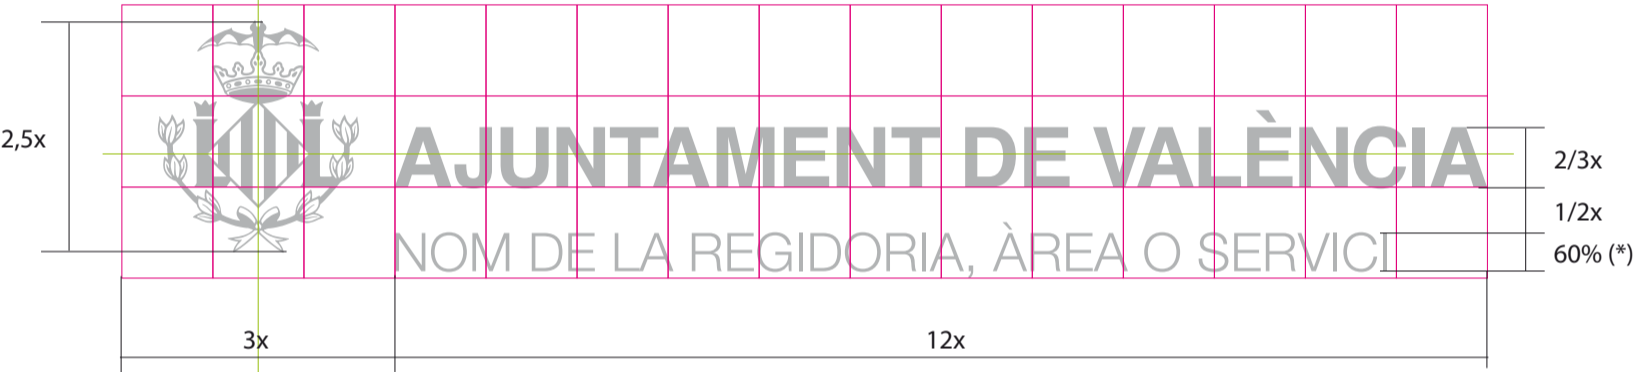 2,5x
AJUNTAMENT DE VALÈNCIA
2/3x
1/2x
NOM DE LA REGIDORIA, ÀREA O SERVICI
60% (*)
3x
12x